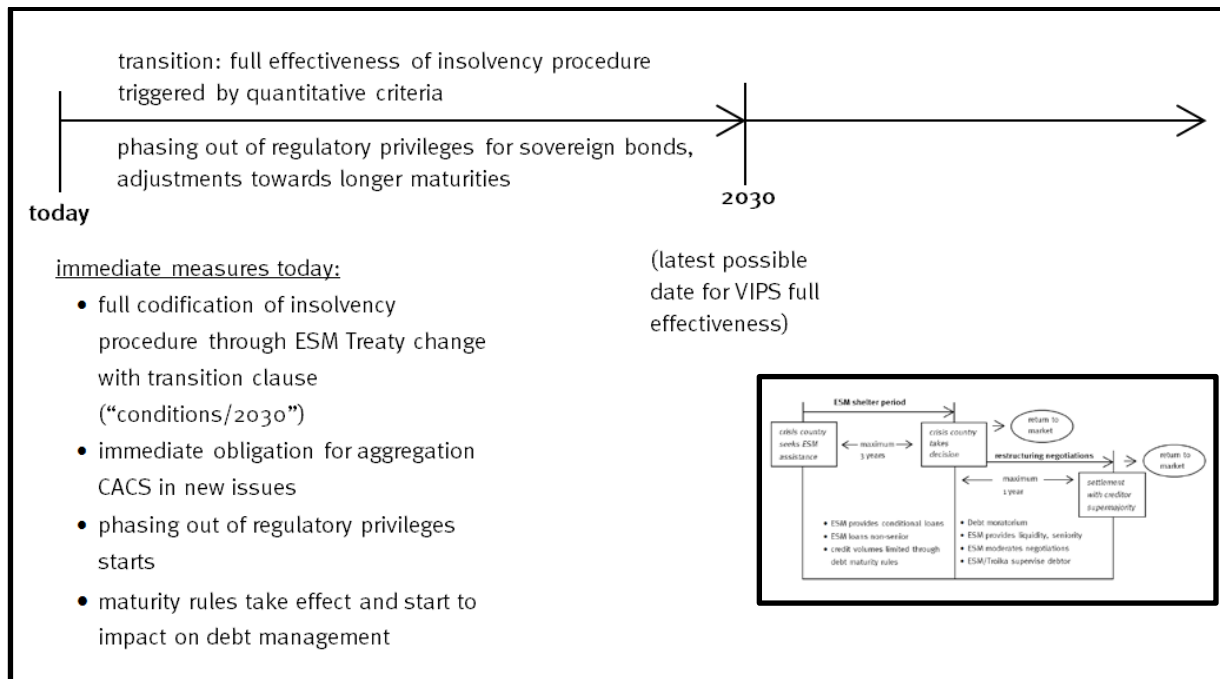 transition: full effectiveness of insolvency procedure
triggered by quantitative criteria
phasing out of regulatory privileges for sovereign bonds,
adjustments towards longer maturities
today
2030
immediate measures today:
• full codification of insolvency
procedure through ESM Treaty change
with transition clause
(“conditions/2030”)
• immediate obligation for aggregation
CACS in new issues
• phasing out of regulatory privileges
starts
• maturity rules take effect and start to
impact on debt management
(latest possible
date for VIPS full
effectiveness)
ESM shelter period
crisis country
seeks ESM
assistance
maximum
3 years
crisis country
takes
decision
return to
market
restructuring negotiations
maximum
1 year
settlement
with creditor
supermajority
return to
market
• ESM provides conditional loans
• ESM loans non-senior
• credit volumes limited through
debt maturity rules
• Debt moratorium
• ESM provides liquidity, seniority
• ESM moderates negotiations
• ESM/Troika supervise debtor